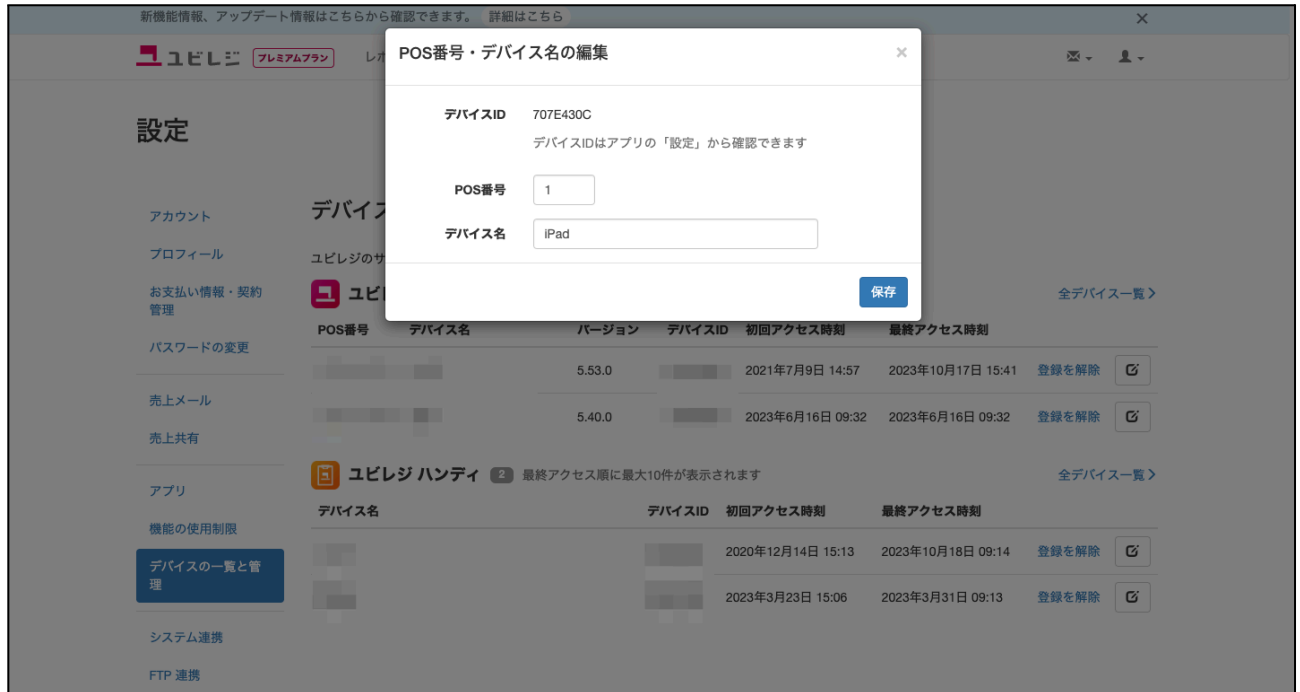 新機能情報、アップデート情報はこちらから確認できます。 詳細はこちら ×
ユビレジ プレミアムプラン レポ
POS番号・デバイス名の編集 ×
デバイスID 707E430C
デバイスIDはアプリの「設定」から確認できます
POS番号 1
デバイス名 iPad
保存
設定
アカウント
プロフィール
お支払い情報・契約
管理
パスワードの変更
売上メール
売上共有
アプリ
機能の使用制限
デバイスの一覧と管
理
システム連携
FTP 連携
デバイス
ユビレジのサ
ユビレ
全デバイス一覧
POS番号 デバイス名 バージョン デバイスID 初回アクセス時刻 最終アクセス時刻
5.53.0 2021年7月9日 14:57 2023年10月17日 15:41 登録を解除
5.40.0 2023年6月16日 09:32 2023年6月16日 09:32 登録を解除
ユビレジ ハンディ 2 最終アクセス順に最大10件が表示されます 全デバイス一覧
デバイス名 デバイスID 初回アクセス時刻 最終アクセス時刻
2020年12月14日 15:13 2023年10月18日 09:14 登録を解除
2023年3月23日 15:06 2023年3月31日 09:13 登録を解除